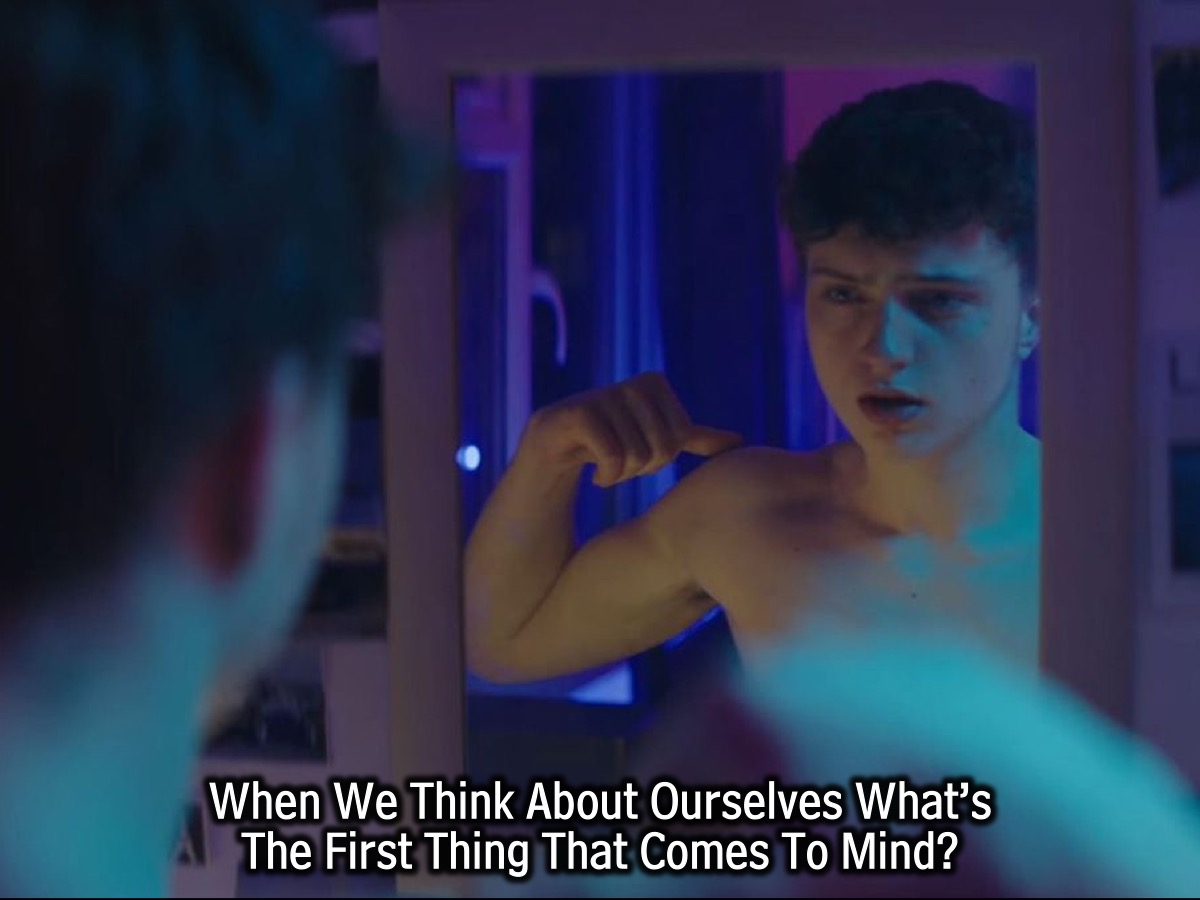 When We Think About Ourselves What’s
The First Thing That Comes To Mind?